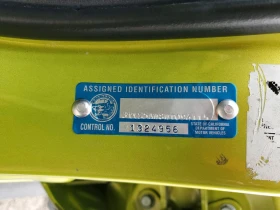 ASSIGNED IDENTIFICATION NUMBER
CONTROL NO. 1324956
STATE OF CALIFORNIA
DEPARTMENT OF
MOTOR VEHICLES